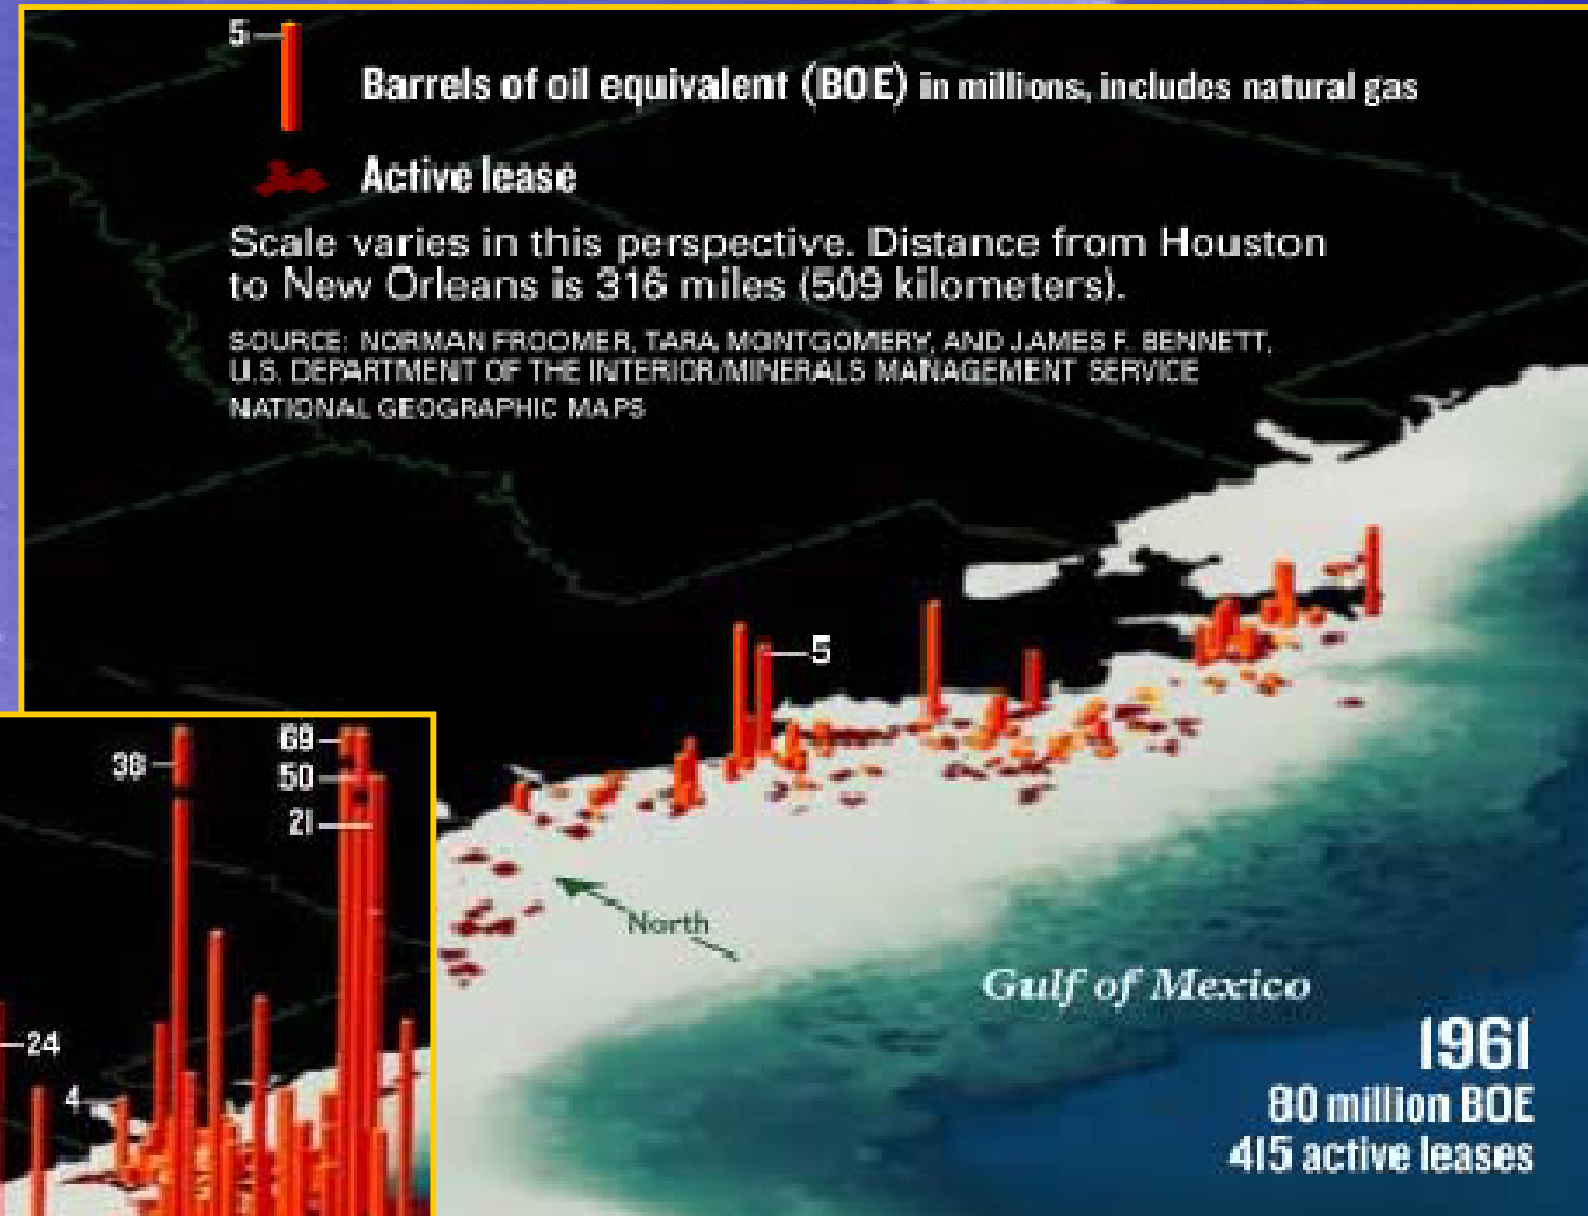 5
Barrels of oil equivalent (BOE) in millions, includes natural gas
Active lease
Scale varies in this perspective. Distance from Houston
to New Orleans is 316 miles (509 kilometers).
SOURCE: NORMAN FROOMER, TARA MONTGOMERY, AND JAMES F. BENNETT,
U.S. DEPARTMENT OF THE INTERIOR/MINERALS MANAGEMENT SERVICE
NATIONAL GEOGRAPHIC MAPS
5
North
Gulf of Mexico
1961
80 million BOE
415 active leases
38
69
50
21
24
4